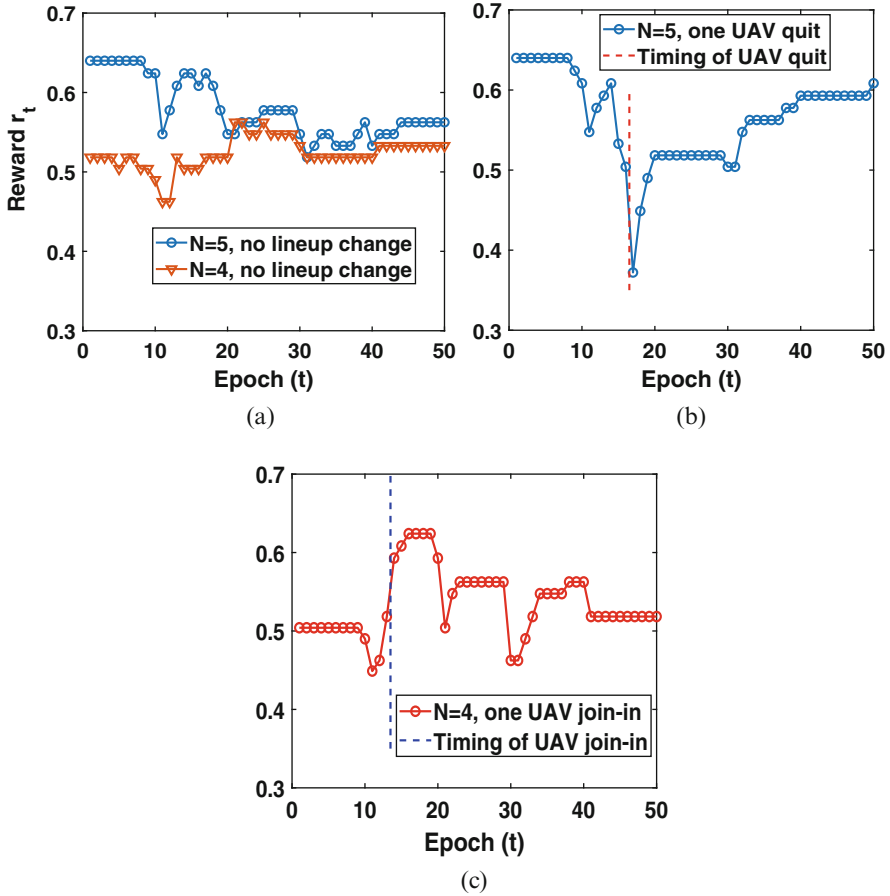 0.7
0.6
0.5
0.4
0.3
Reward r_t
0 10 20 30 40 50
Epoch (t)
N=5, no lineup change
N=4, no lineup change
(a)
0.7
0.6
0.5
0.4
0.3
0 10 20 30 40 50
Epoch (t)
N=5, one UAV quit
Timing of UAV quit
(b)
0.7
0.6
0.5
0.4
0.3
0 10 20 30 40 50
Epoch (t)
N=4, one UAV join-in
Timing of UAV join-in
(c)